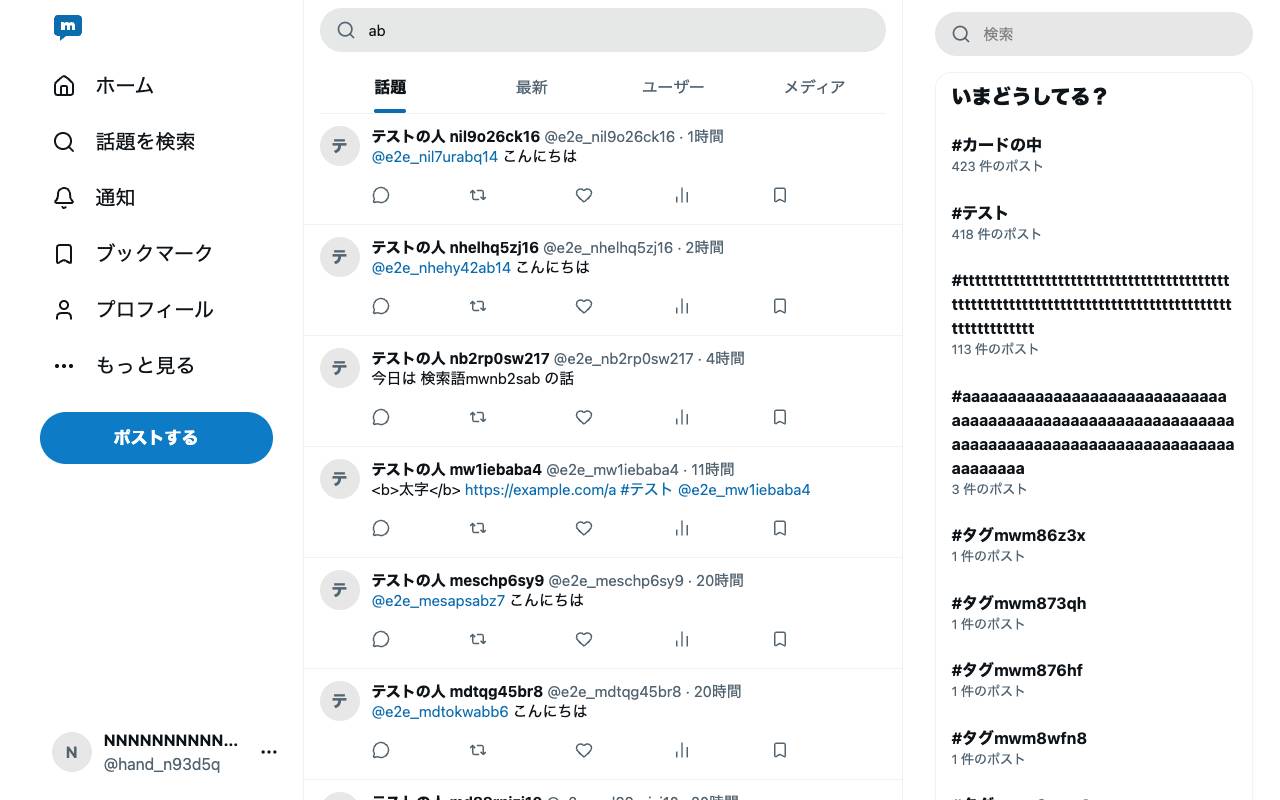 m
ホーム
話題を検索
通知
ブックマーク
プロフィール
もっと見る
ポストする
N
NNNNNNNNNN...
@hand_n93d5q
ab
話題 最新 ユーザー メディア
テ
テストの人 nil9o26ck16 @e2e_nil9o26ck16 · 1時間
@e2e_nil7urabq14 こんにちは
テ
テストの人 nhelhq5zj16 @e2e_nhelhq5zj16 · 2時間
@e2e_nhehy42ab14 こんにちは
テ
テストの人 nb2rp0sw217 @e2e_nb2rp0sw217 · 4時間
今日は 検索語mwnb2sab の話
テ
テストの人 mw1iebaba4 @e2e_mw1iebaba4 · 11時間
<b>太字</b> https://example.com/a #テスト @e2e_mw1iebaba4
テ
テストの人 meschp6sy9 @e2e_meschp6sy9 · 20時間
@e2e_mesapsabz7 こんにちは
テ
テストの人 mdtqg45br8 @e2e_mdtqg45br8 · 20時間
@e2e_mdtokwabb6 こんにちは
検索
いまどうしてる？
#カードの中
423 件のポスト
#テスト
418 件のポスト
#tttttttttttttttttttttttttttttttttttttttttt
tttttttttttttttttttttttttttttttttttttttttttt
ttttttttttttt
113 件のポスト
#aaaaaaaaaaaaaaaaaaaaaaaaaaaaa
aaaaaaaaaaaaaaaaaaaaaaaaaaaaaaa
aaaaaaaaaaaaaaaaaaaaaaaaaaaaaaa
aaaaaaaa
3 件のポスト
#タグmwm86z3x
1 件のポスト
#タグmwm873qh
1 件のポスト
#タグmwm876hf
1 件のポスト
#タグmwm8wfn8
1 件のポスト